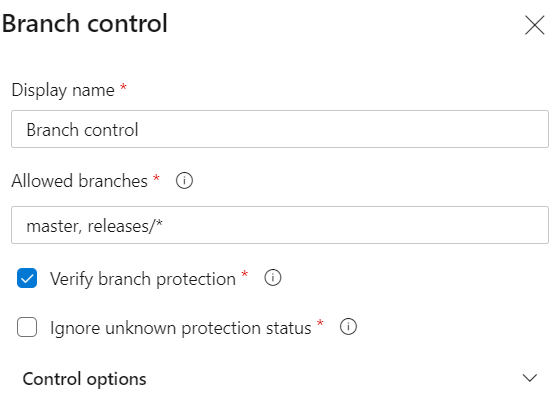 Branch control
Display name *
Branch control
Allowed branches *
master, releases/*
Verify branch protection *
Ignore unknown protection status *
Control options